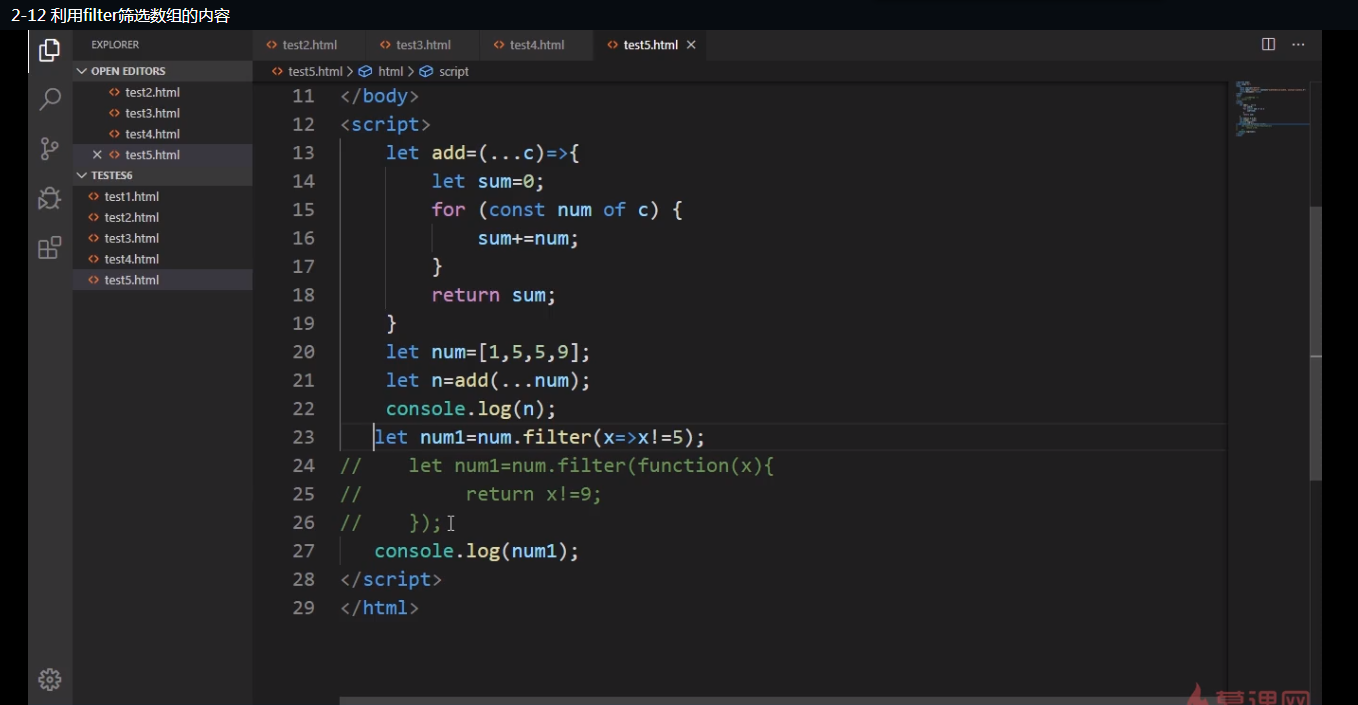 2-12 利用filter筛选数组的内容
EXPLORER
OPEN EDITORS
test2.html
test3.html
test4.html
test5.html
TESTES6
test1.html
test2.html
test3.html
test4.html
test5.html
test2.html test3.html test4.html test5.html
test5.html html script
11 </body>
12 <script>
13 let add=(...c)=>{
14 let sum=0;
15 for (const num of c) {
16 sum+=num;
17 }
18 return sum;
19 }
20 let num=[1,5,5,9];
21 let n=add(...num);
22 console.log(n);
23 let num1=num.filter(x=>x!=5);
24 // let num1=num.filter(function(x){
25 // return x!=9;
26 // });
27 console.log(num1);
28 </script>
29 </html>